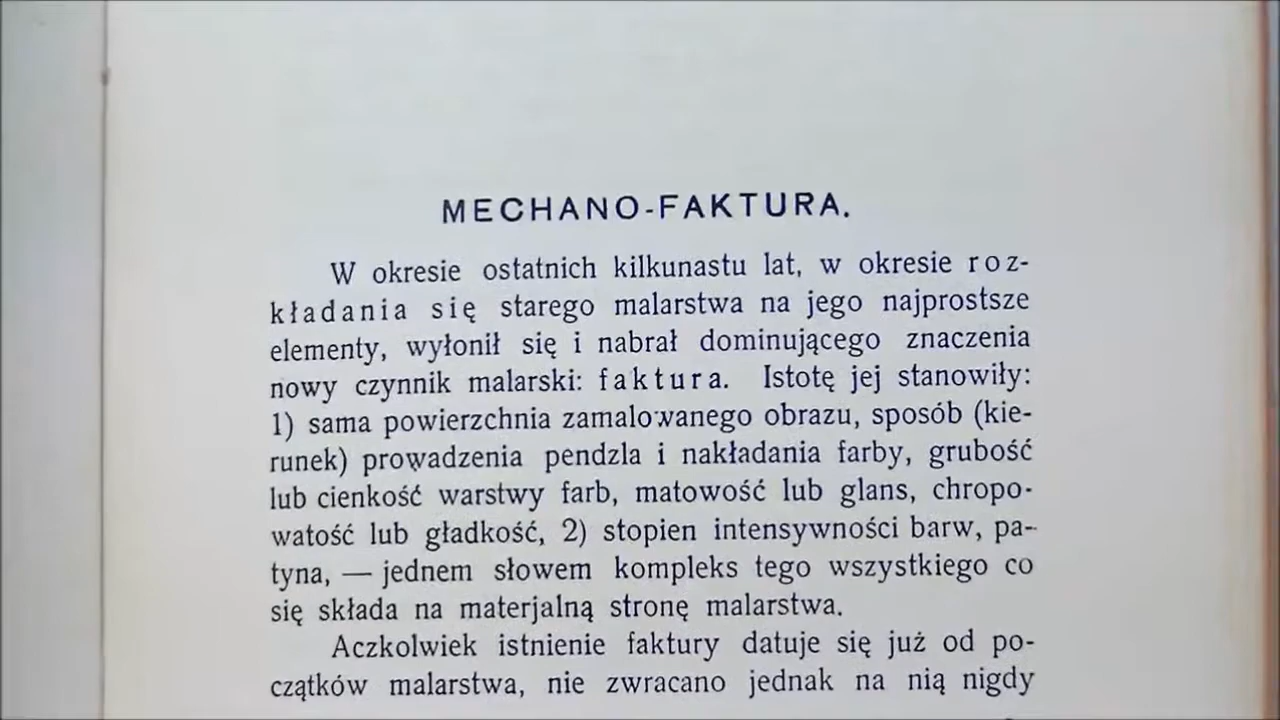 MECHANO-FAKTURA.
W okresie ostatnich kilkunastu lat, w okresie roz-
kładania się starego malarstwa na jego najprostsze
elementy, wyłonił się i nabrał dominującego znaczenia
nowy czynnik malarski: faktura. Istotę jej stanowiły:
1) sama powierzchnia zamalowanego obrazu, sposób (kie-
runek) prowadzenia pendzla i nakładania farby, grubość
lub cienkość warstwy farb, matowość lub glans, chropo-
watość lub gładkość, 2) stopien intensywności barw, pa-
tyna, — jednem słowem kompleks tego wszystkiego co
się składa na materjalną stronę malarstwa.
Aczkolwiek istnienie faktury datuje się już od po-
czątków malarstwa, nie zwracano jednak na nią nigdy